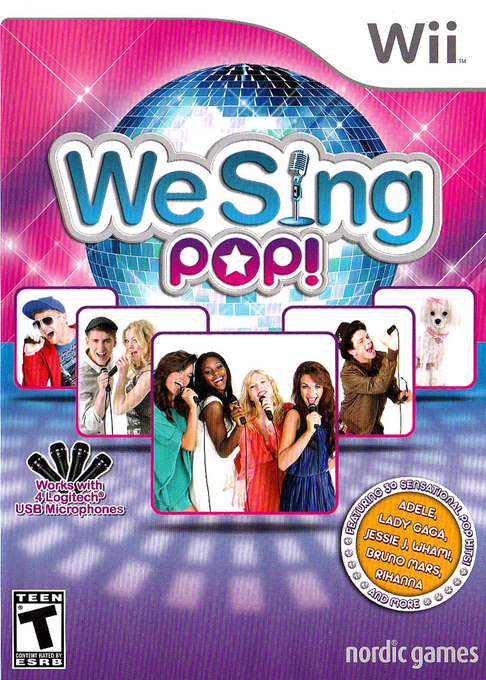 Wii™
We Sing
POP!
Works with
4 Logitech®
USB Microphones
FEATURING 30 SENSATIONAL POP HITS!
ADELE,
LADY GAGA,
JESSIE J, WHAM!,
BRUNO MARS,
RIHANNA
AND MORE
TEEN
T
CONTENT RATED BY
ESRB
nordic games